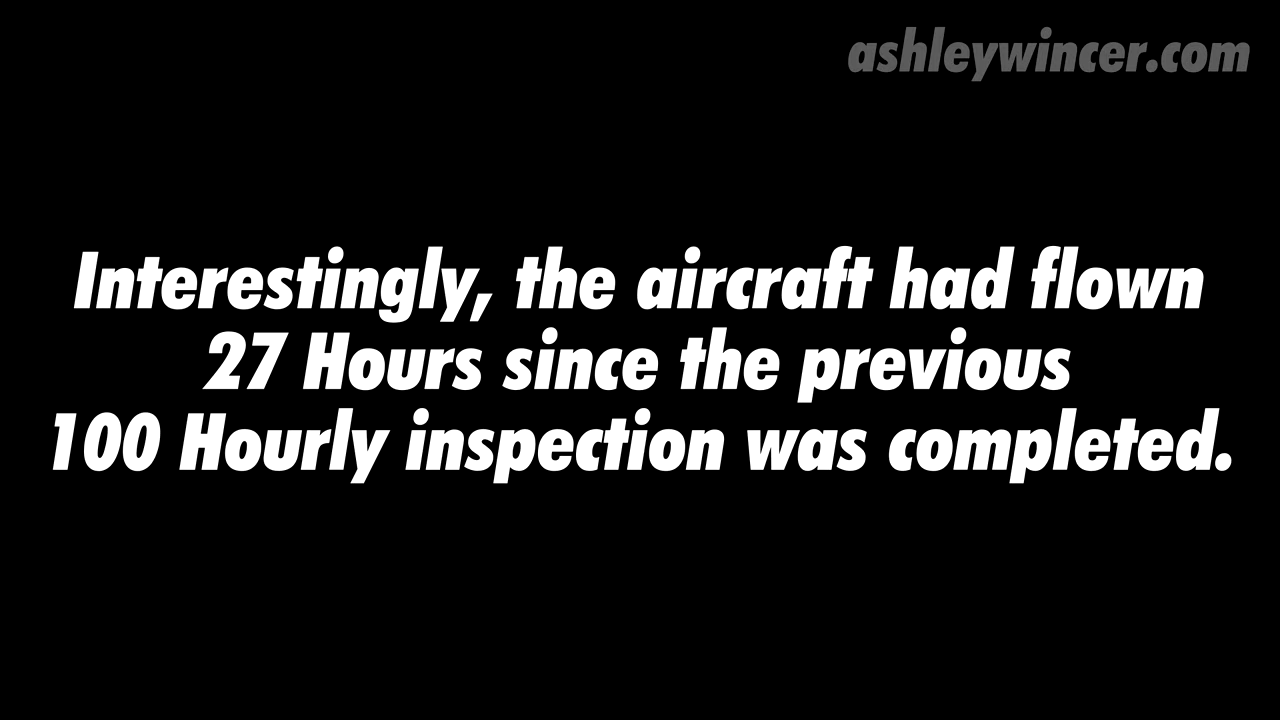 ashleywincer.com
Interestingly, the aircraft had flown
27 Hours since the previous
100 Hourly inspection was completed.